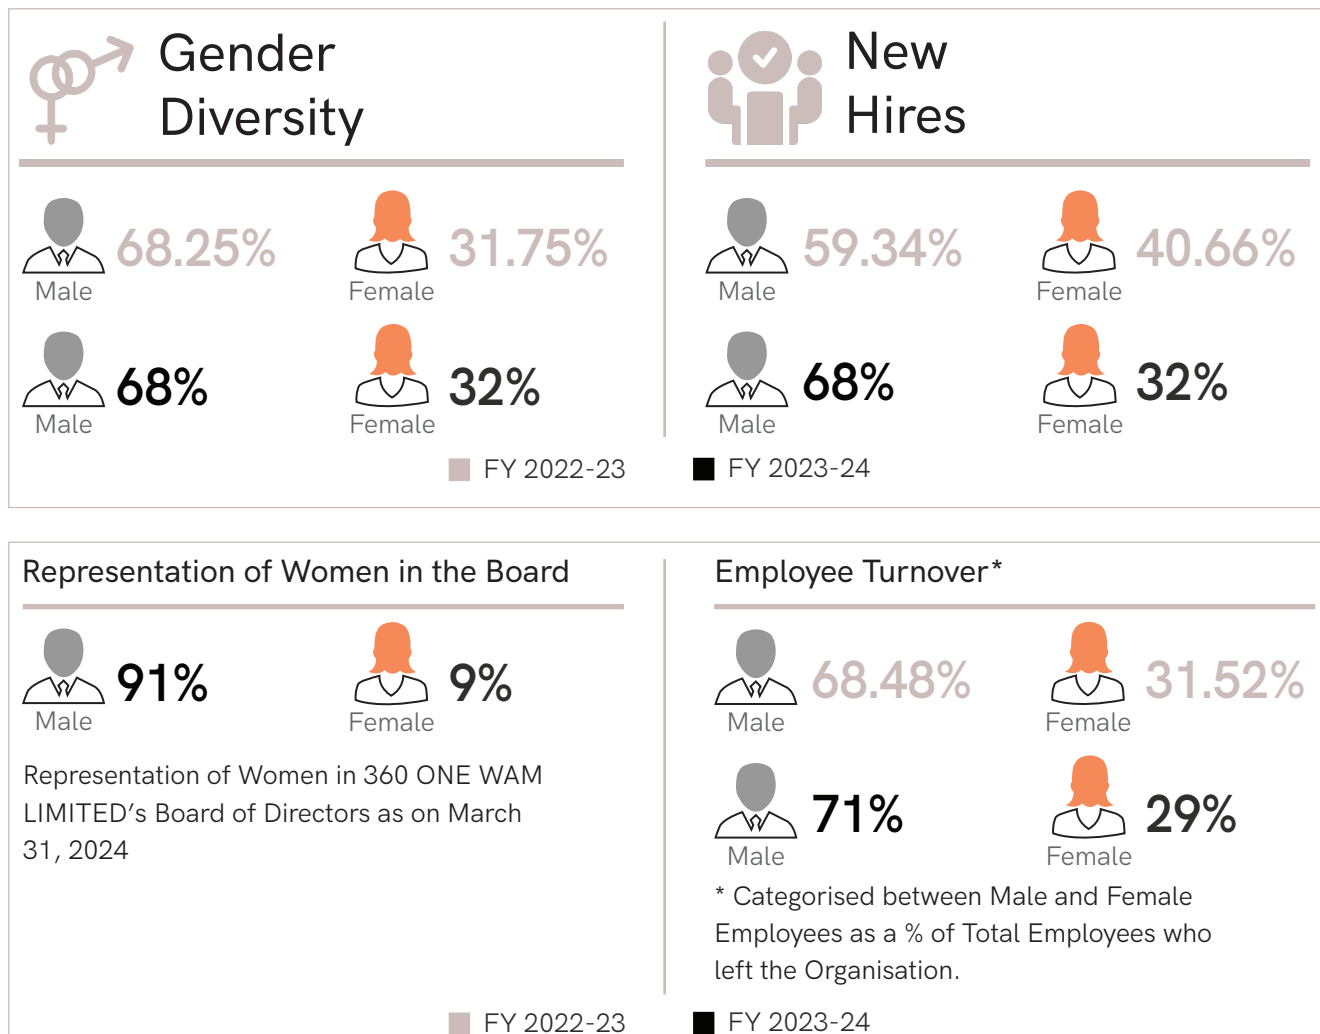 Gender
Diversity
68.25%
Male
31.75%
Female
68%
Male
32%
Female
New
Hires
59.34%
Male
40.66%
Female
68%
Male
32%
Female
FY 2022-23
FY 2023-24
Representation of Women in the Board
91%
Male
9%
Female
Representation of Women in 360 ONE WAM
LIMITED’s Board of Directors as on March
31, 2024
Employee Turnover*
68.48%
Male
31.52%
Female
71%
Male
29%
Female
* Categorised between Male and Female
Employees as a % of Total Employees who
left the Organisation.
FY 2022-23
FY 2023-24